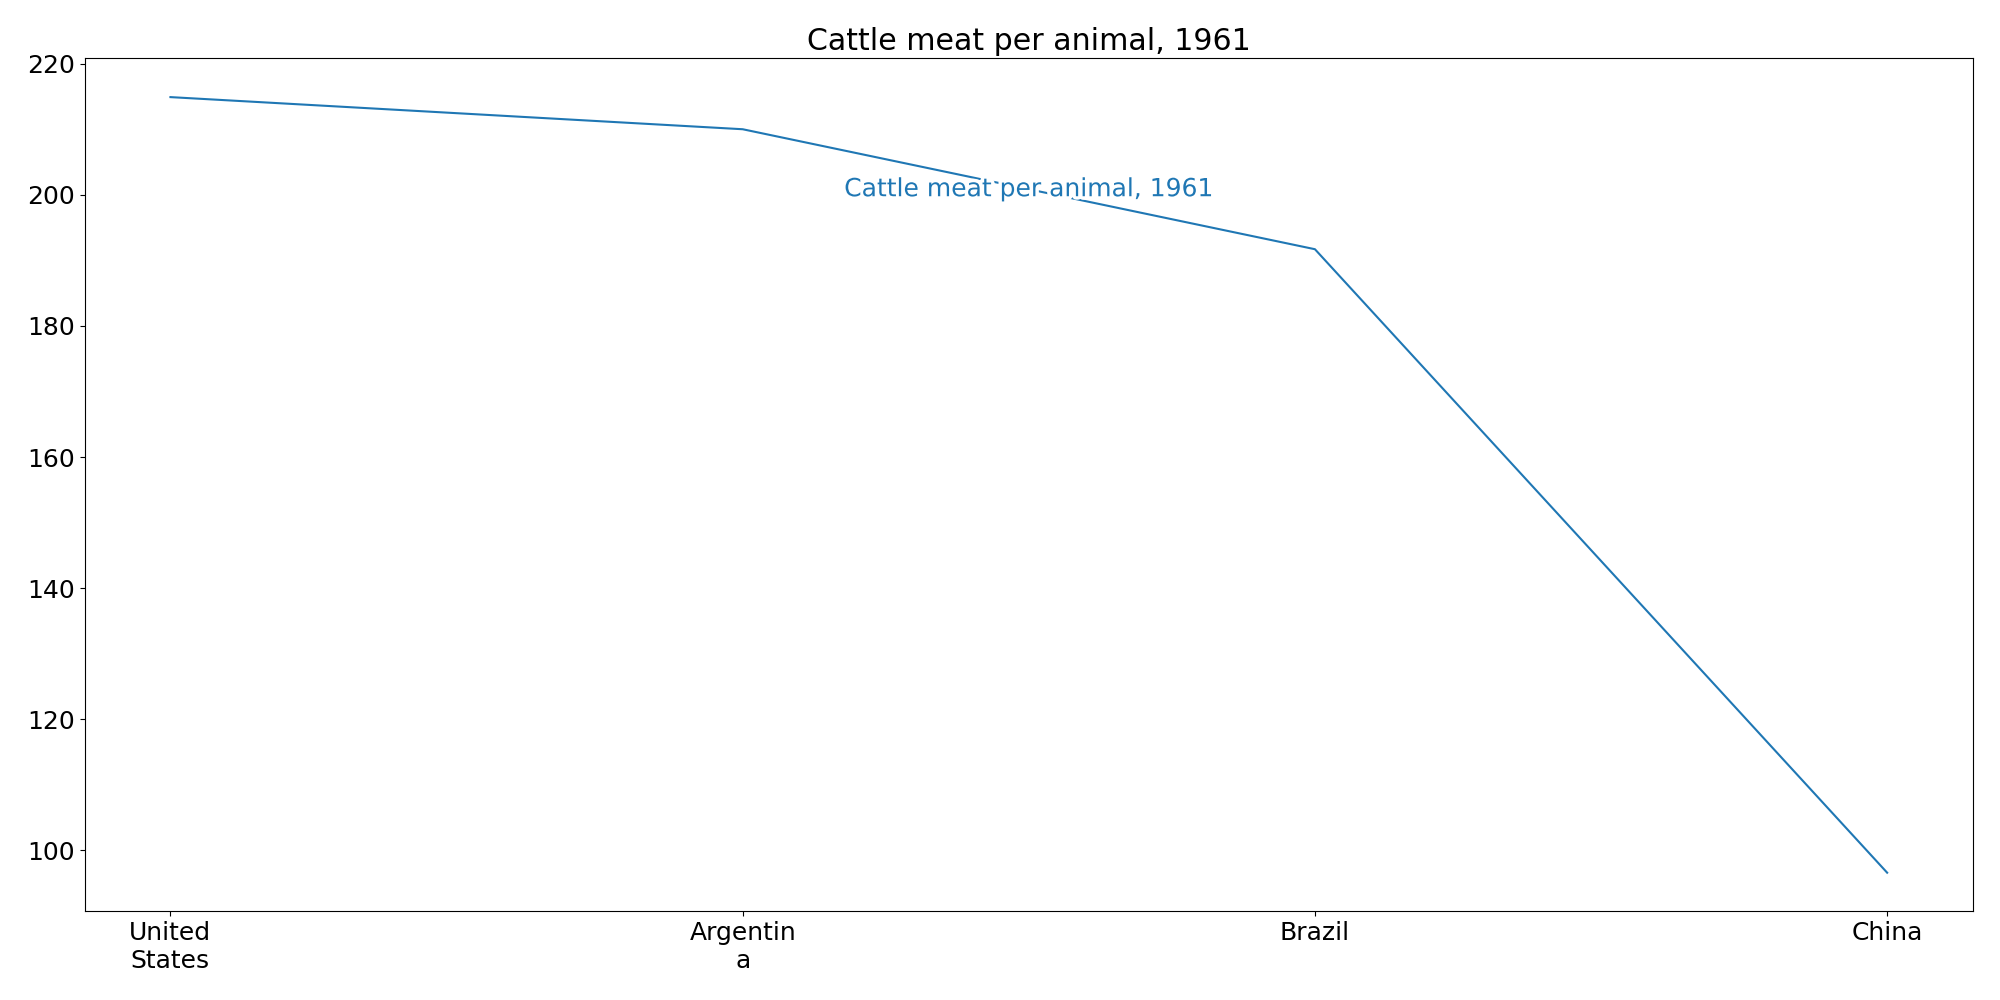 Cattle meat per animal, 1961
220
200
180
160
140
120
100
Cattle meat per animal, 1961
United
States
Argentin
a
Brazil
China